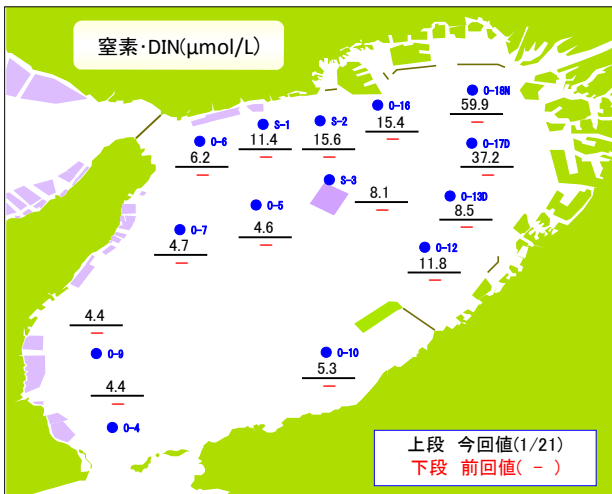 窒素・DIN(μmol/L)
O-18N
59.9
―
O-16
15.4
―
S-1
11.4
―
S-2
15.6
―
O-6
6.2
―
O-17D
37.2
―
S-3
8.1
―
O-13D
8.5
―
O-5
4.6
―
O-7
4.7
―
O-12
11.8
―
4.4
―
O-9
O-10
5.3
―
4.4
―
O-4
上段 今回値(1/21)
下段 前回値( - )